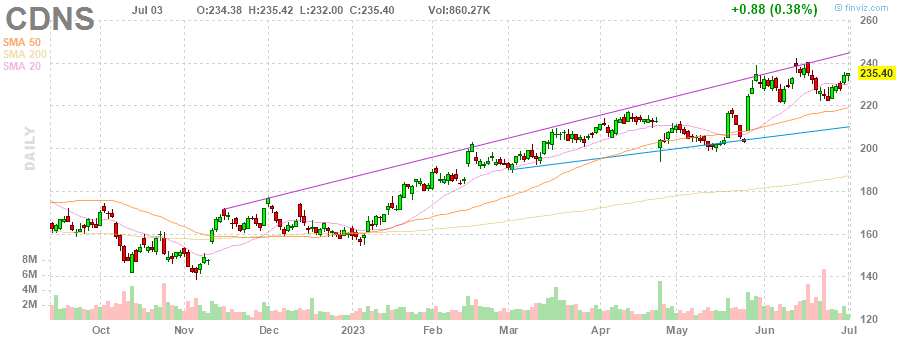 CDNS Jul 03 O:234.38 H:235.42 L:232.00 C:235.40 Vol:860.27K +0.88 (0.38%) © finviz.com
SMA 50
SMA 200
SMA 20
DAILY
260
240
235.40
220
200
180
160
140
120
8M
6M
4M
2M
Oct Nov Dec 2023 Feb Mar Apr May Jun Jul